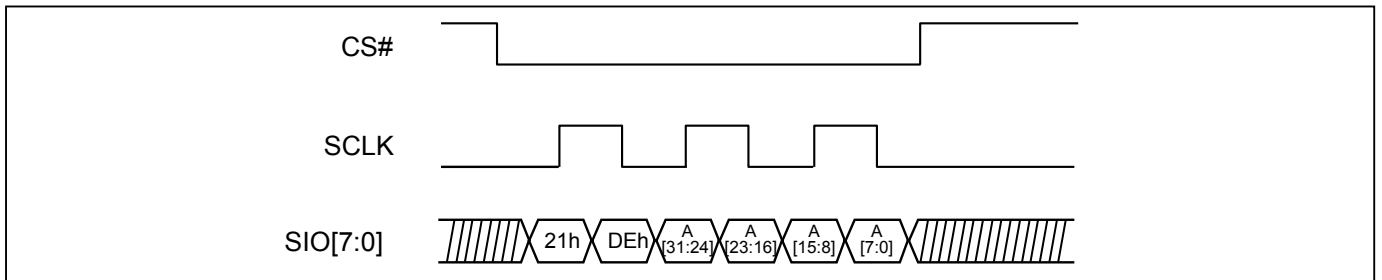 CS#
SCLK
SIO[7:0]
21h
DEh
A
[31:24]
A
[23:16]
A
[15:8]
A
[7:0]